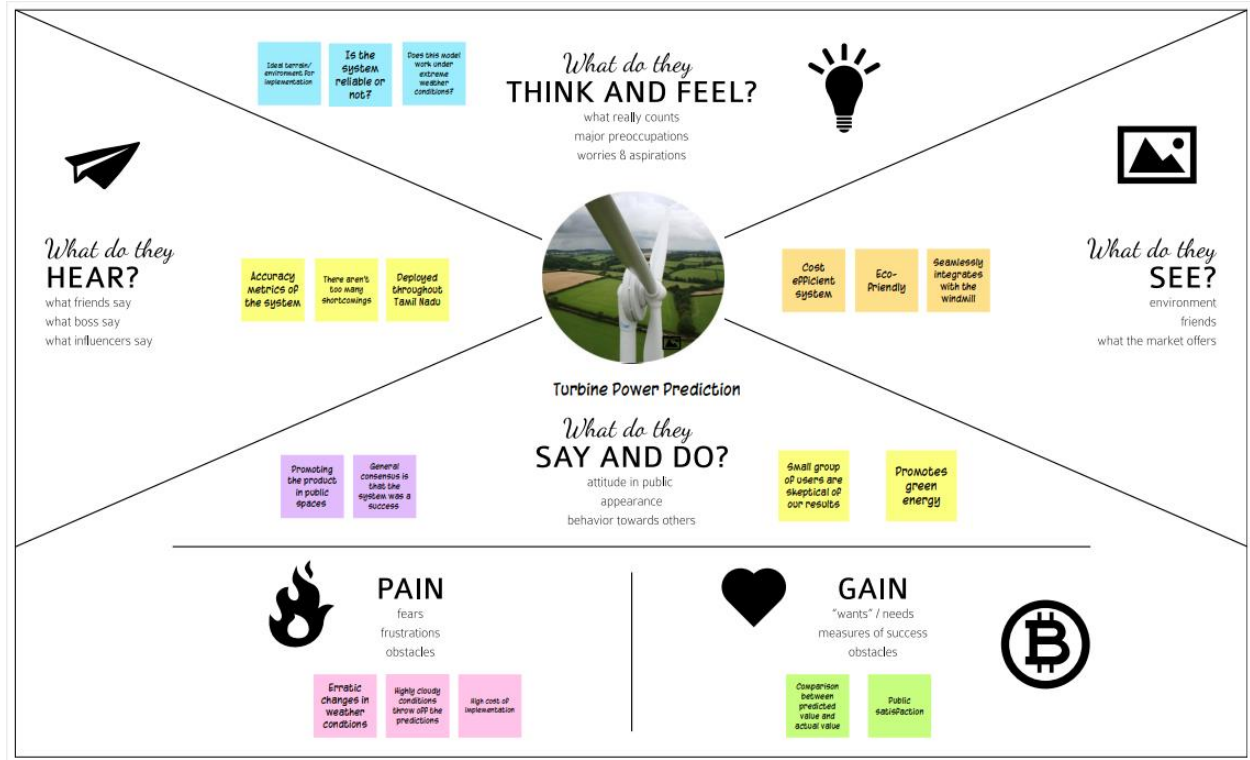 Ideal terrain/
environment for
implementation
Is the
system
reliable or
not?
Does this model
work under
extreme
weather
conditions?
What do they
THINK AND FEEL?
what really counts
major preoccupations
worries & aspirations
What do they
HEAR?
what friends say
what boss say
what influencers say
Accuracy
metrics of
the system
There aren't
too many
shortcomings
Deployed
throughout
Tamil Nadu
Cost
efficient
system
Eco-
Friendly
Seamlessly
integrates
with the
windmill
What do they
SEE?
environment
friends
what the market offers
Turbine Power Prediction
What do they
SAY AND DO?
attitude in public
appearance
behavior towards others
Promoting
the product
in public
spaces
General
consensus is
that the
system was a
success
Small group
of users are
skeptical of
our results
Promotes
green
energy
PAIN
fears
frustrations
obstacles
Erratic
changes in
weather
condtions
Highly cloudy
conditions
throw off the
predictions
High cost of
implementation
GAIN
"wants" / needs
measures of success
obstacles
Comparison
between
predicted
value and
actual value
Public
satisfaction